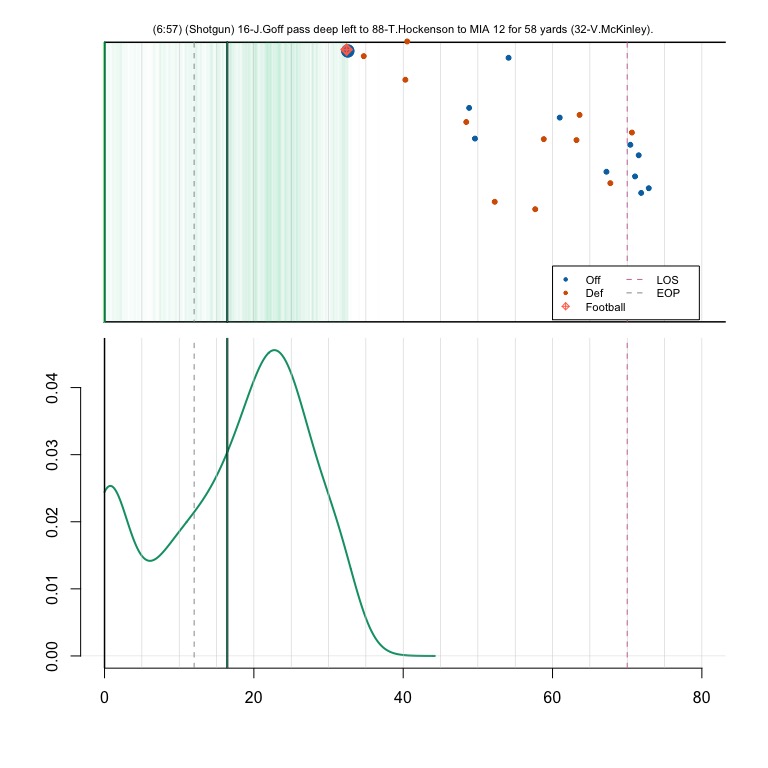 (6:57) (Shotgun) 16-J.Goff pass deep left to 88-T.Hockenson to MIA 12 for 58 yards (32-V.McKinley).
Off LOS
Def EOP
Football
0.04
0.03
0.02
0.01
0.00
0 20 40 60 80